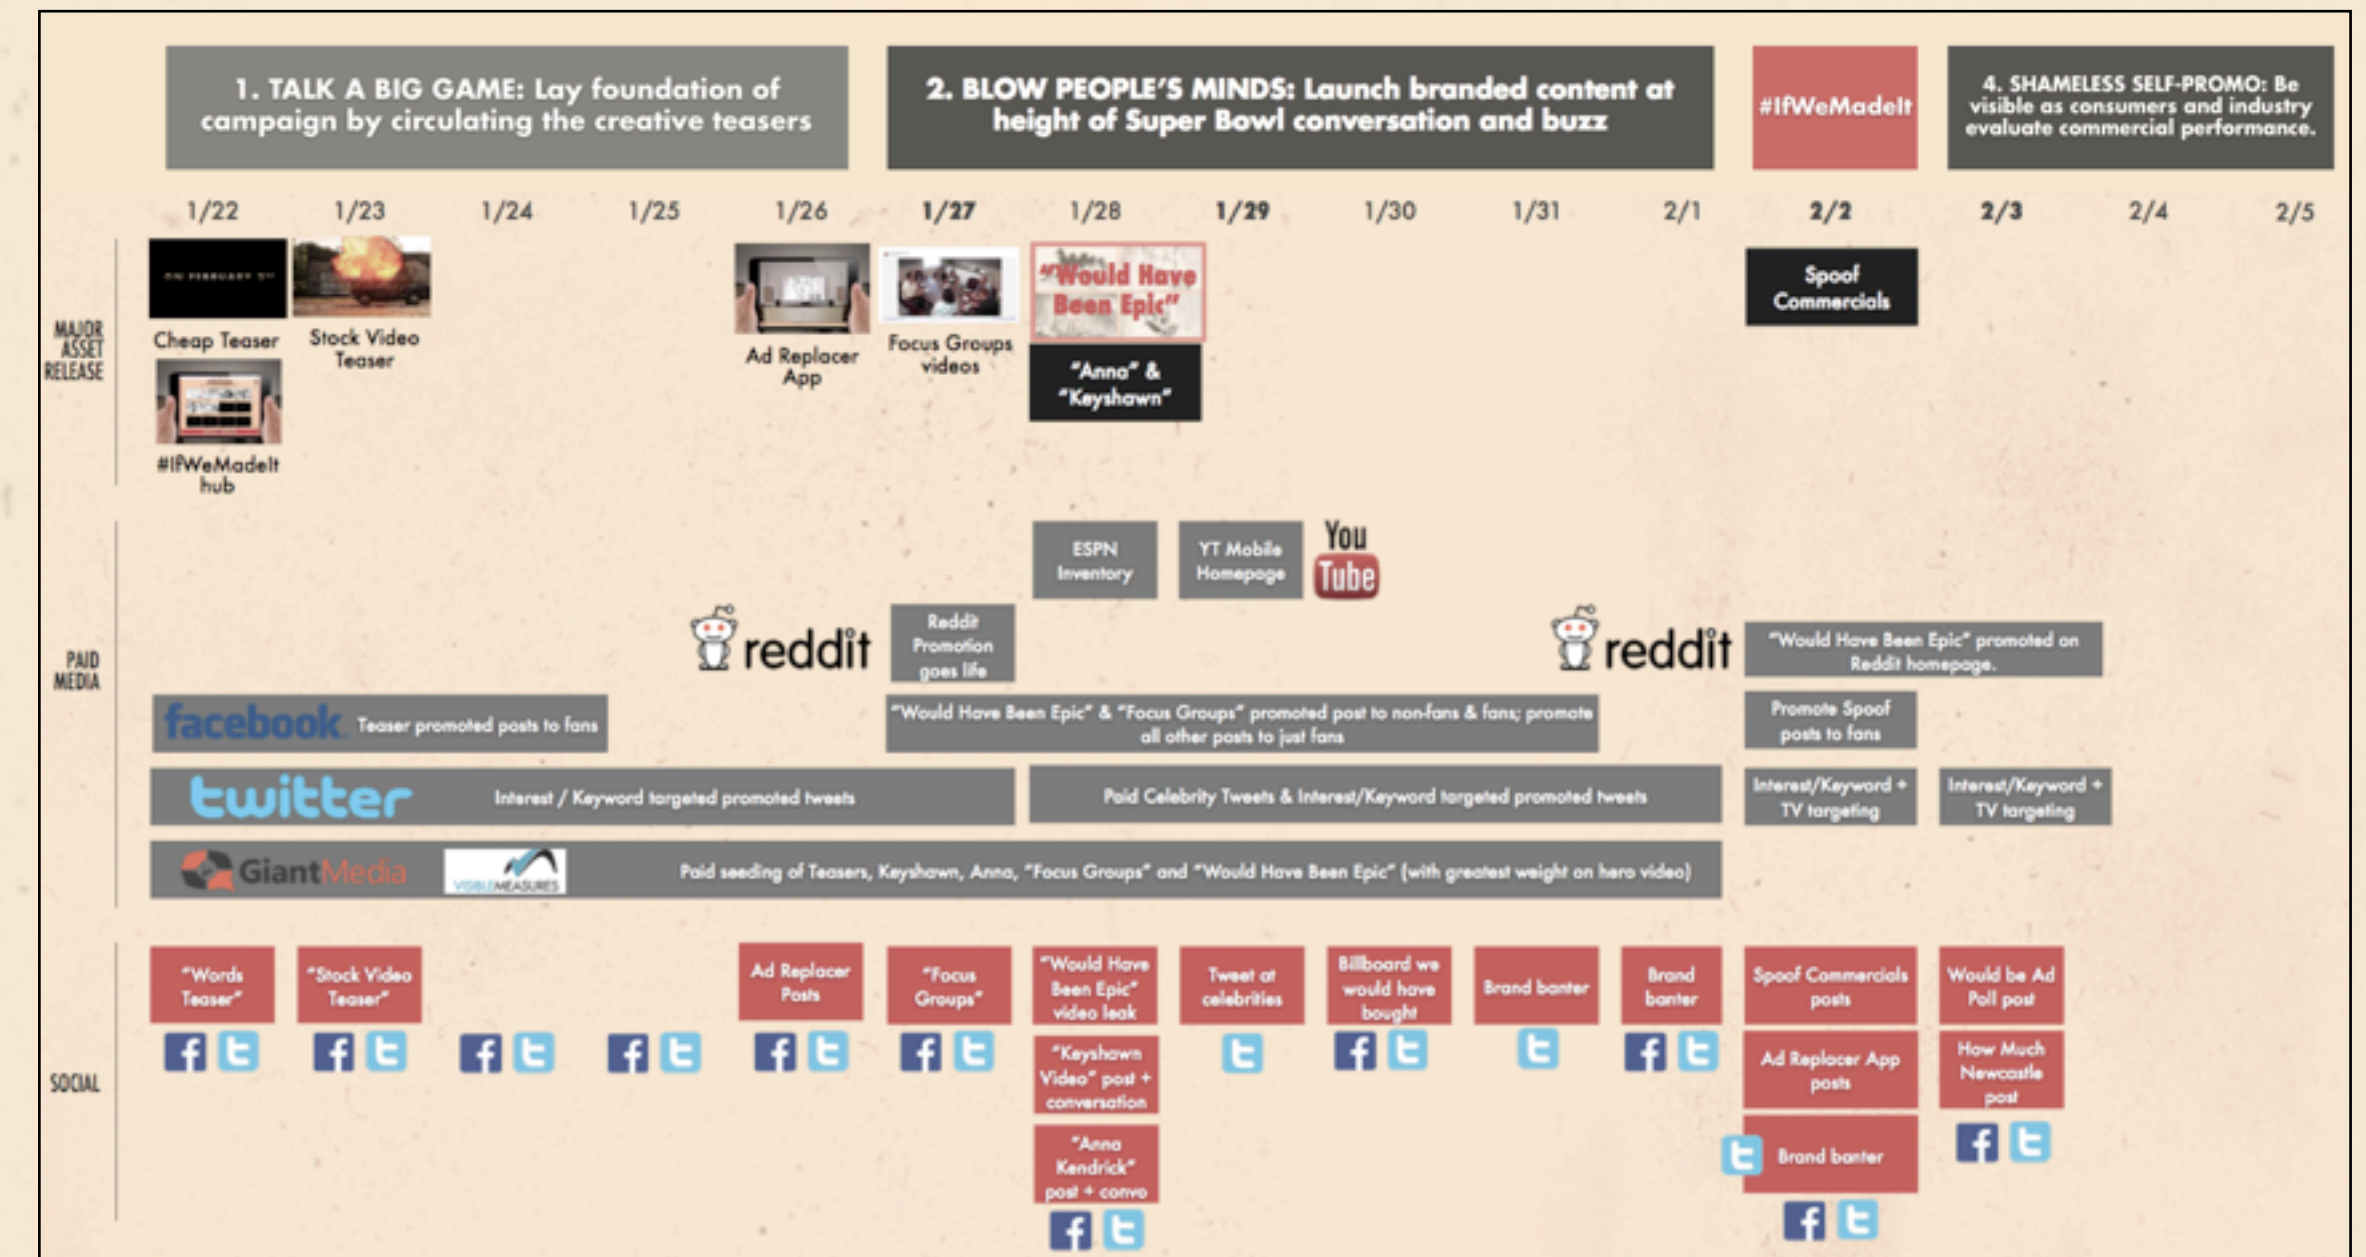 1. TALK A BIG GAME: Lay foundation of
campaign by circulating the creative teasers
2. BLOW PEOPLE'S MINDS: Launch branded content at
height of Super Bowl conversation and buzz
#IfWeMadeIt
4. SHAMELESS SELF-PROMO: Be
visible as consumers and industry
evaluate commercial performance.
1/22 1/23 1/24 1/25 1/26 1/27 1/28 1/29 1/30 1/31 2/1 2/2 2/3 2/4 2/5
MAJOR
ASSET
RELEASE
ON FEBRUARY 2ND
Cheap Teaser
#IfWeMadeIt
hub
Stock Video
Teaser
Ad Replacer
App
Focus Groups
videos
"Would Have
Been Epic"
"Anna" &
"Keyshawn"
Spoof
Commercials
PAID
MEDIA
ESPN
Inventory
YT Mobile
Homepage
You
Tube
reddit
Reddit
Promotion
goes life
reddit
"Would Have Been Epic" promoted on
Reddit homepage.
facebook.
Teaser promoted posts to fans
"Would Have Been Epic" & "Focus Groups" promoted post to non-fans & fans; promote
all other posts to just fans
Promote Spoof
posts to fans
twitter
Interest / Keyword targeted promoted tweets
Paid Celebrity Tweets & Interest/Keyword targeted promoted tweets
Interest/Keyword +
TV targeting
Interest/Keyword +
TV targeting
GiantMedia
VISIBLE MEASURES
Paid seeding of Teasers, Keyshawn, Anna, "Focus Groups" and "Would Have Been Epic" (with greatest weight on hero video)
SOCIAL
"Words
Teaser"
"Stock Video
Teaser"
Ad Replacer
Posts
"Focus
Groups"
"Would Have
Been Epic"
video leak
"Keyshawn
Video" post +
conversation
"Anna
Kendrick"
post + convo
Tweet at
celebrities
Billboard we
would have
bought
Brand banter
Brand
banter
Spoof Commercials
posts
Ad Replacer App
posts
Brand banter
Would be Ad
Poll post
How Much
Newcastle
post